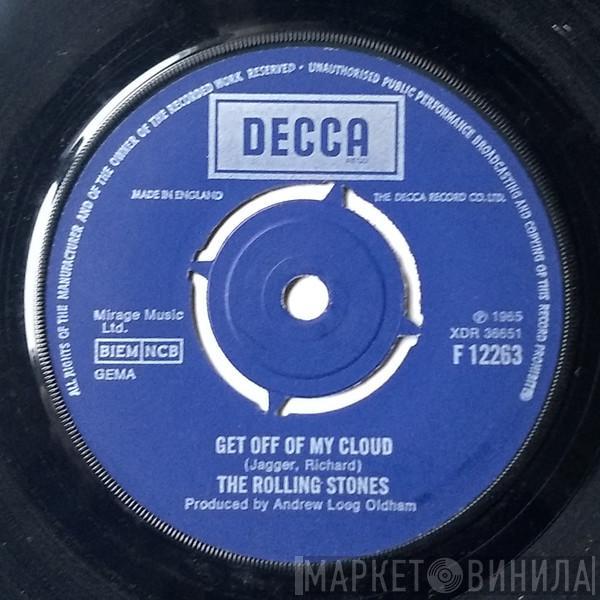 ALL RIGHTS OF THE MANUFACTURER AND OF THE OWNER OF THE RECORDED WORK RESERVED · UNAUTHORISED PUBLIC PERFORMANCE BROADCASTING AND COPYING OF THIS RECORD PROHIBITED
DECCA
MADE IN ENGLAND
THE DECCA RECORD CO. LTD.
Mirage Music
Ltd.
BIEM NCB
GEMA
℗ 1965
XDR 36651
F 12263
GET OFF OF MY CLOUD
(Jagger, Richard)
THE ROLLING STONES
Produced by Andrew Loog Oldham
МАРКЕТ ВИНИЛА